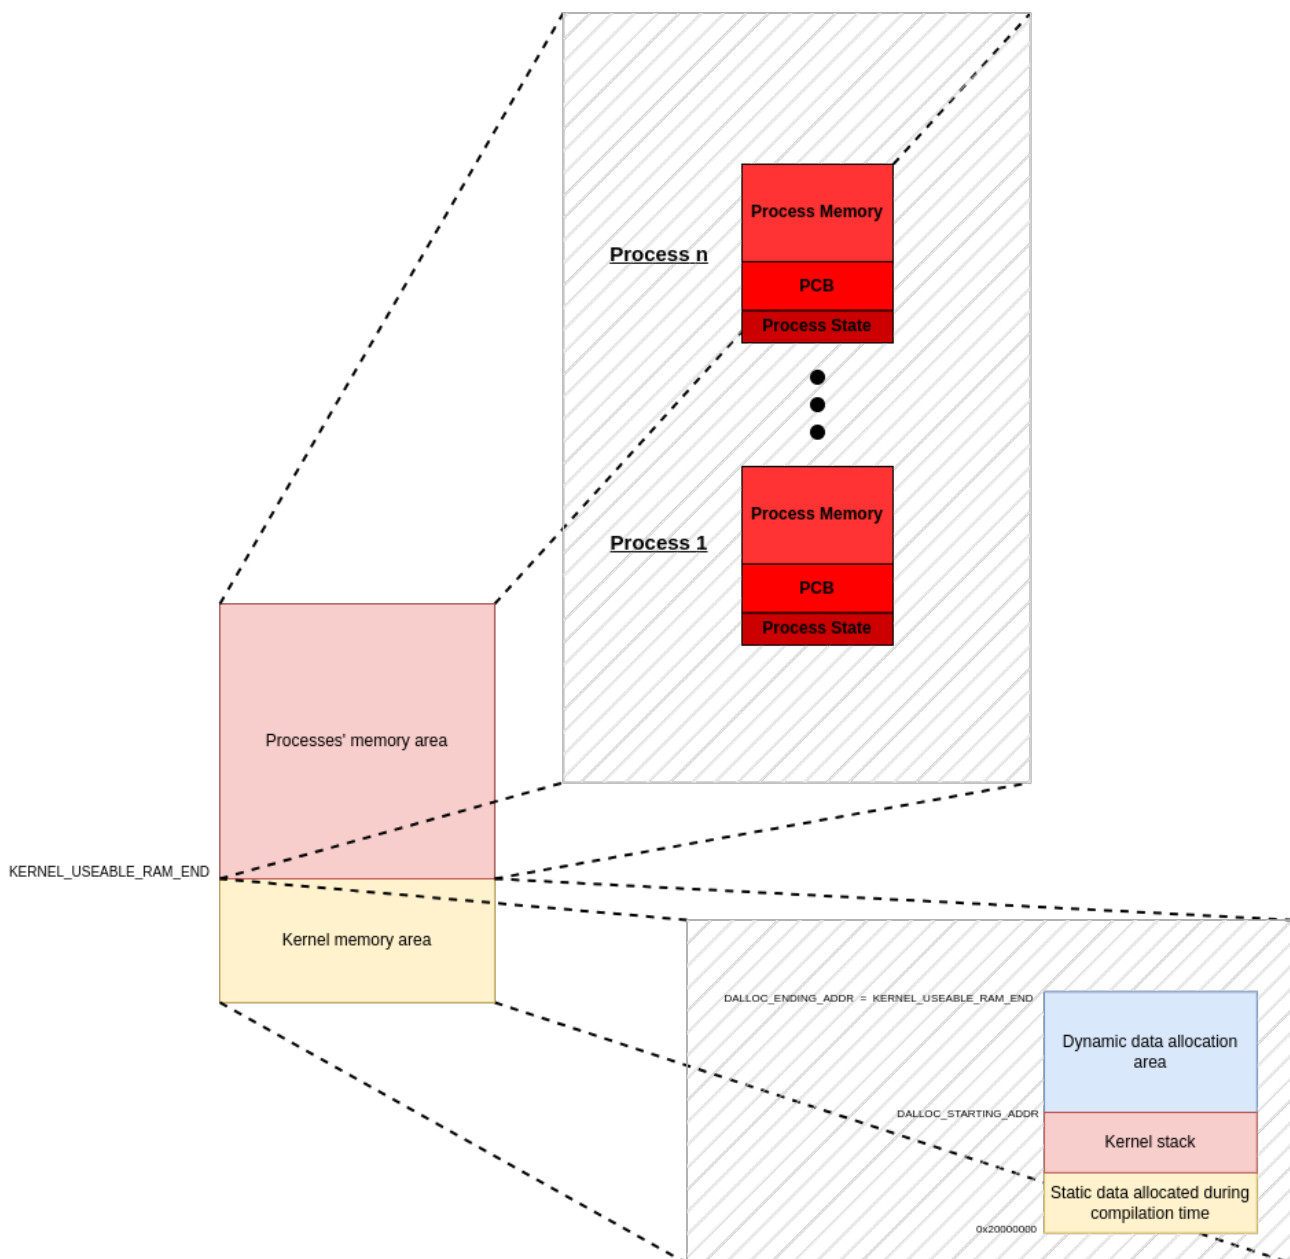 Process Memory
Process n
PCB
Process State
Process Memory
Process 1
PCB
Process State
Processes' memory area
KERNEL_USEABLE_RAM_END
Kernel memory area
DALLOC_ENDING_ADDR = KERNEL_USEABLE_RAM_END
Dynamic data allocation
area
DALLOC_STARTING_ADDR
Kernel stack
Static data allocated during
compilation time
0x20000000